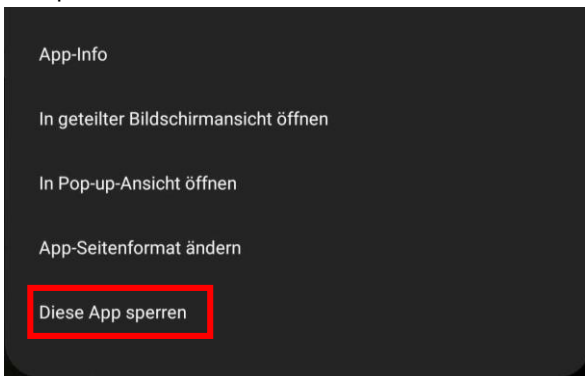 App-Info
In geteilter Bildschirmansicht öffnen
In Pop-up-Ansicht öffnen
App-Seitenformat ändern
Diese App sperren